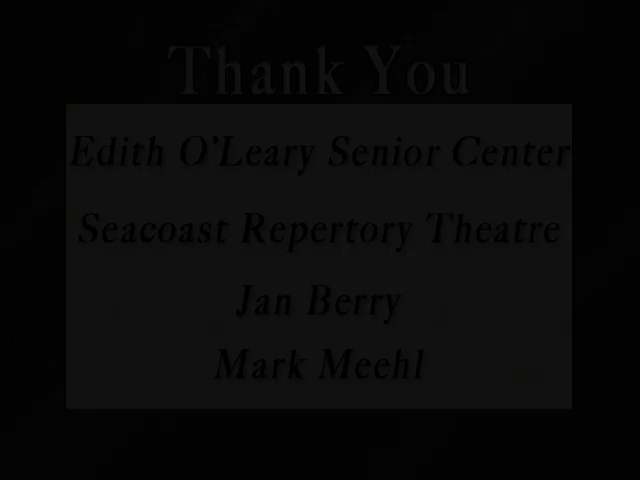 Thank You
Edith O'Leary Senior Center
Seacoast Repertory Theatre
Jan Berry
Mark Meehl